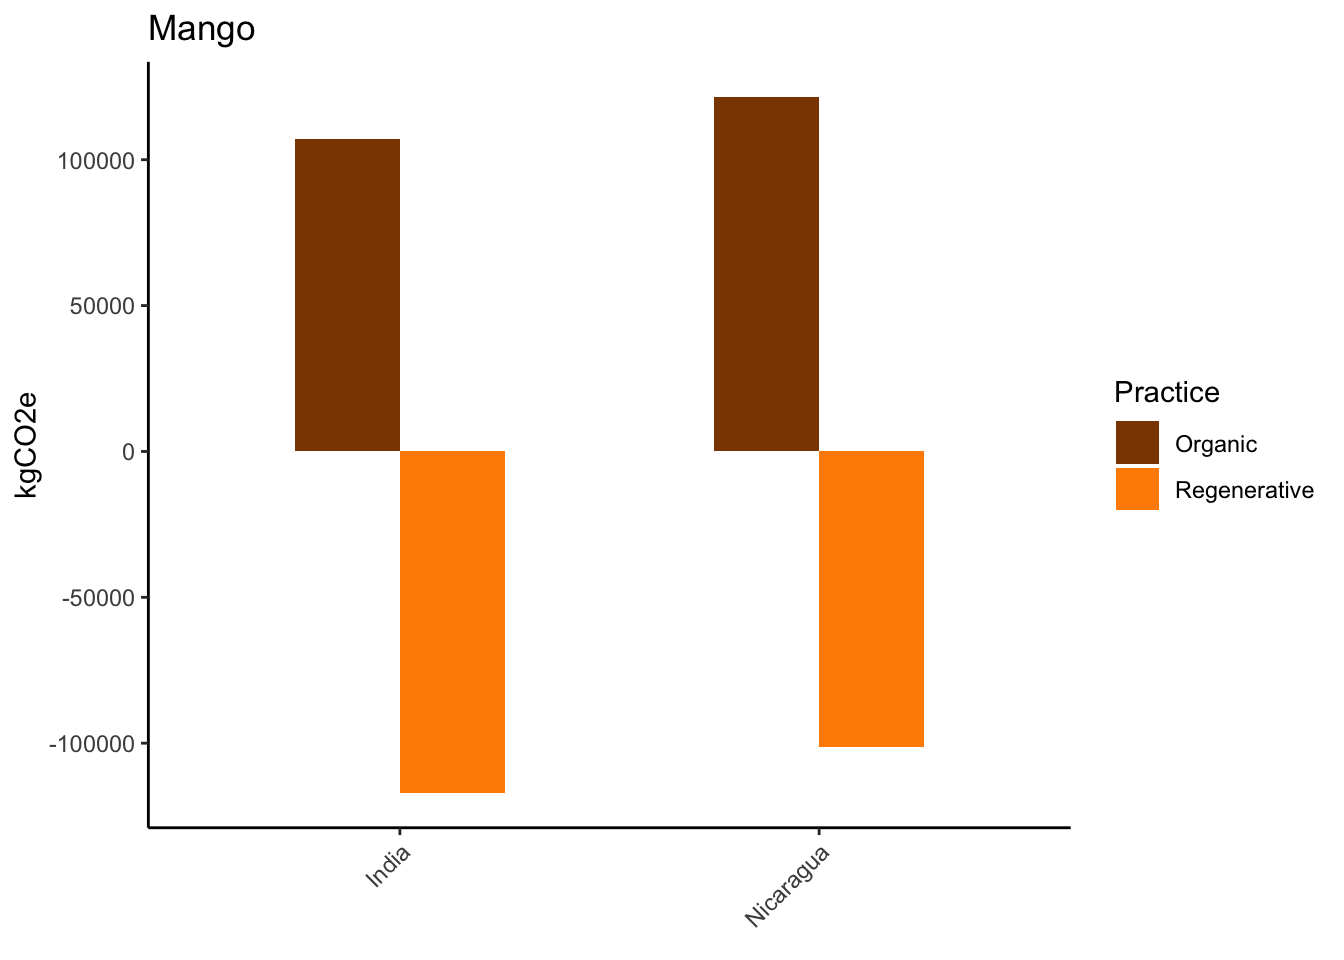 Mango
kgCO2e
100000
50000
0
-50000
-100000
India
Nicaragua
Practice
Organic
Regenerative